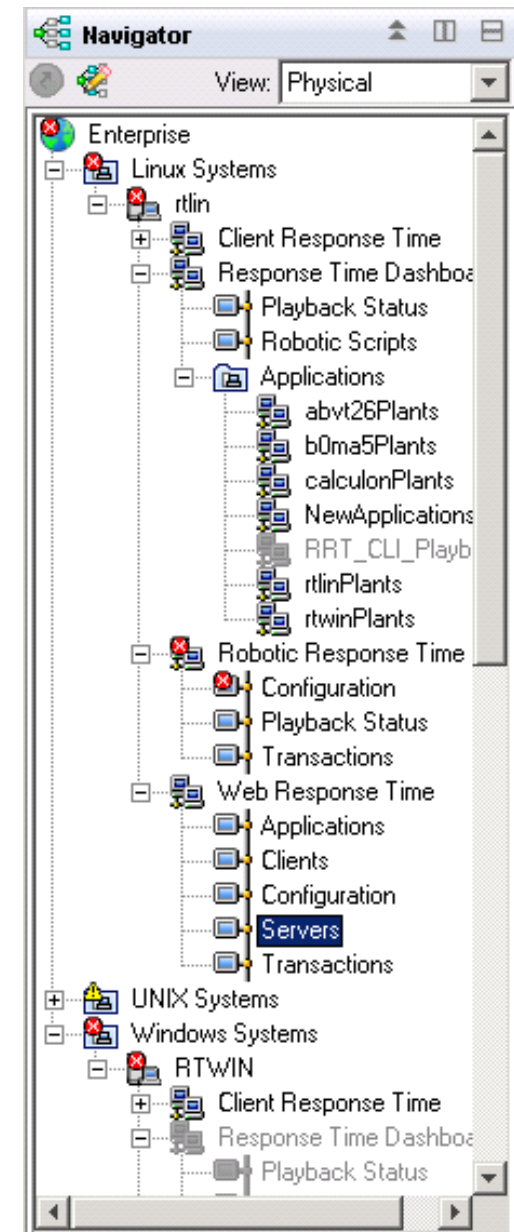 Navigator
View: Physical
Enterprise
Linux Systems
rtlin
Client Response Time
Response Time Dashboa
Playback Status
Robotic Scripts
Applications
abvt26Plants
b0ma5Plants
calculonPlants
NewApplications
RRT_CLI_Playb
rtlinPlants
rtwinPlants
Robotic Response Time
Configuration
Playback Status
Transactions
Web Response Time
Applications
Clients
Configuration
Servers
Transactions
UNIX Systems
Windows Systems
RTWIN
Client Response Time
Response Time Dashboa
Playback Status